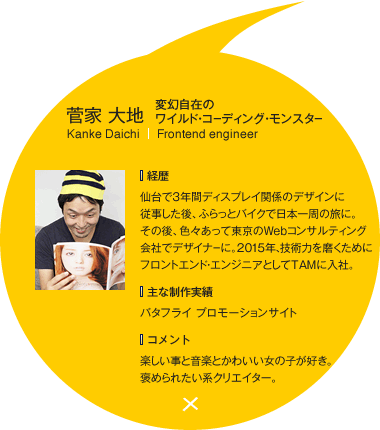 変幻自在の
菅家 大地 ワイルド・コーディング・モンスター
Kanke Daichi | Frontend engineer
経歴
仙台で3年間ディスプレイ関係のデザインに
従事した後、ふらっとバイクで日本一周の旅に。
その後、色々あって東京のWebコンサルティング
会社でデザイナーに。2015年、技術力を磨くために
フロントエンド・エンジニアとしてTAMに入社。
主な制作実績
バタフライ プロモーションサイト
コメント
楽しい事と音楽とかわいい女の子が好き。
褒められたい系クリエイター。